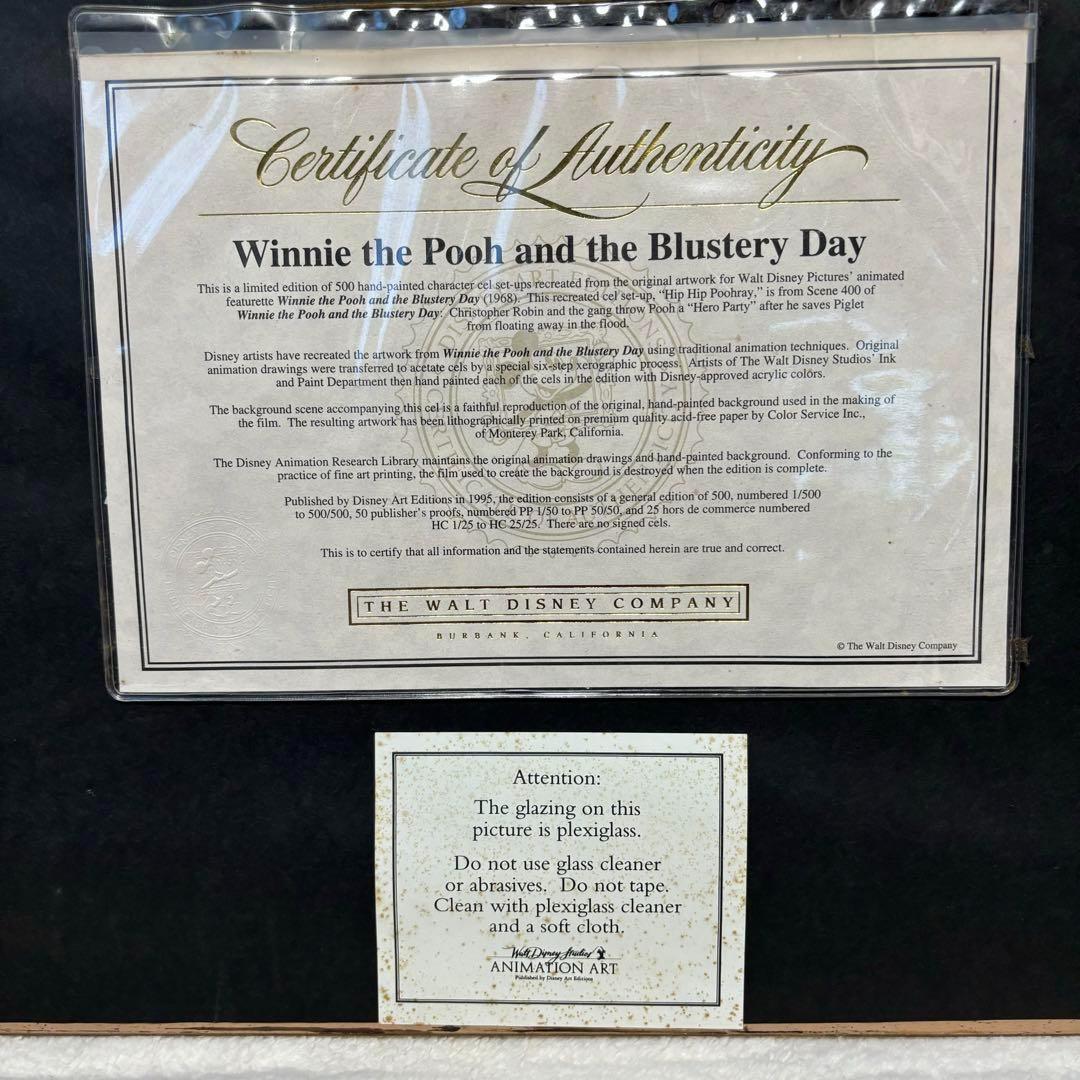 Certificate of Authenticity
Winnie the Pooh and the Blustery Day
This is a limited edition of 500 hand-painted character cel set-ups recreated from the original artwork for Walt Disney Pictures' animated
featurette Winnie the Pooh and the Blustery Day (1968). This recreated cel set-up, "Hip Hip Poohray," is from Scene 400 of
Winnie the Pooh and the Blustery Day: Christopher Robin and the gang throw Pooh a "Hero Party" after he saves Piglet
from floating away in the flood.
Disney artists have recreated the artwork from Winnie the Pooh and the Blustery Day using traditional animation techniques. Original
animation drawings were transferred to acetate cels by a special six-step xerographic process. Artists of The Walt Disney Studios' Ink
and Paint Department then hand painted each of the cels in the edition with Disney-approved acrylic colors.
The background scene accompanying this cel is a faithful reproduction of the original, hand-painted background used in the making of
the film. The resulting artwork has been lithographically printed on premium quality acid-free paper by Color Service Inc.,
of Monterey Park, California.
The Disney Animation Research Library maintains the original animation drawings and hand-painted background. Conforming to the
practice of fine art printing, the film used to create the background is destroyed when the edition is complete.
Published by Disney Art Editions in 1995, the edition consists of a general edition of 500, numbered 1/500
to 500/500, 50 publisher's proofs, numbered PP 1/50 to PP 50/50, and 25 hors de commerce numbered
HC 1/25 to HC 25/25. There are no signed cels.
This is to certify that all information and the statements contained herein are true and correct.
THE WALT DISNEY COMPANY
BURBANK, CALIFORNIA
© The Walt Disney Company
Attention:
The glazing on this
picture is plexiglass.
Do not use glass cleaner
or abrasives. Do not tape.
Clean with plexiglass cleaner
and a soft cloth.
Walt Disney Studios
ANIMATION ART
Published by Disney Art Editions